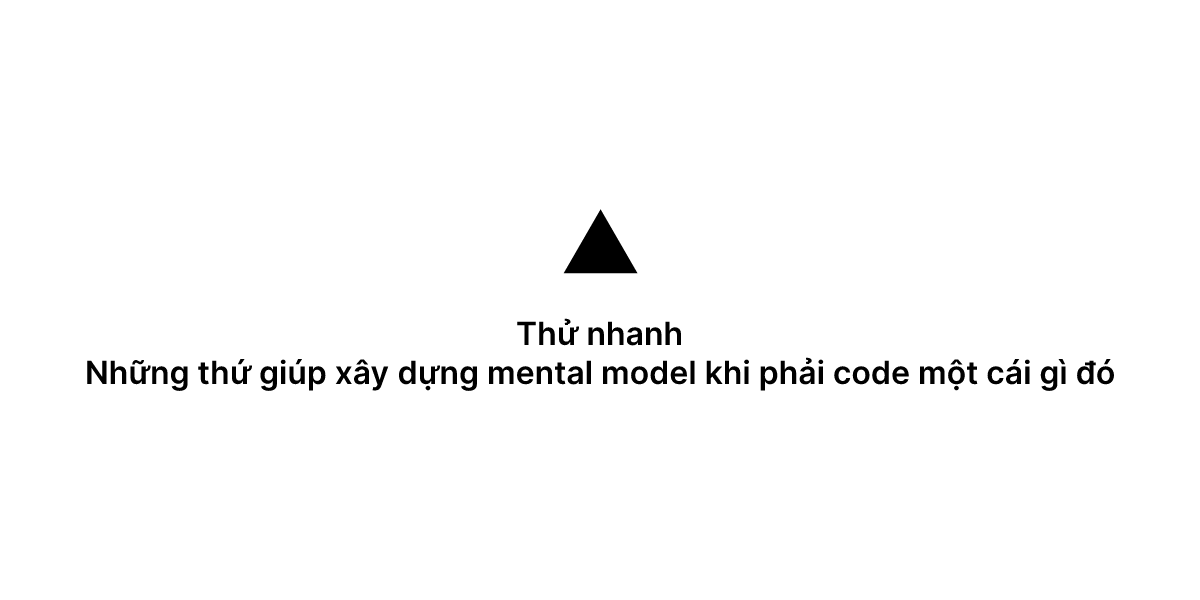 Thử nhanh
Những thứ giúp xây dựng mental model khi phải code một cái gì đó